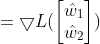 = ▽L([ŵ₁
ŵ₂])